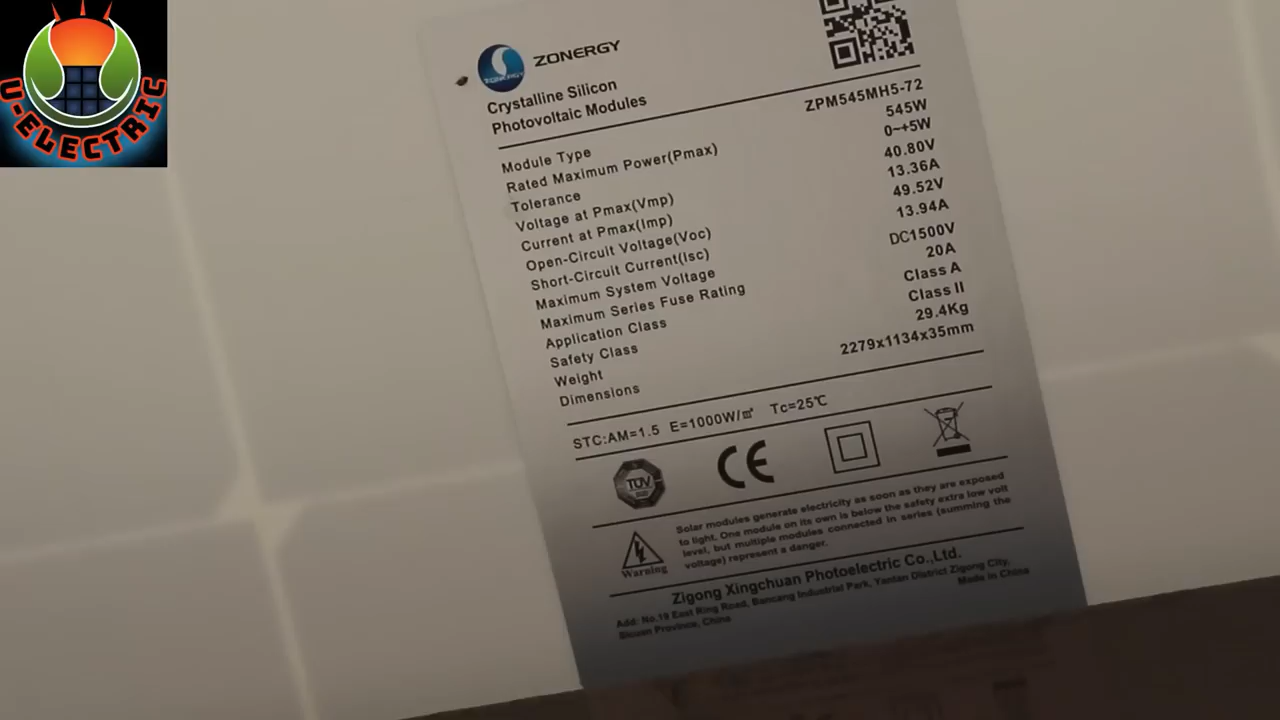 U-ELECTRIC
ZONERGY
Crystalline Silicon
Photovoltaic Modules
Module Type ZPM545MH5-72
Rated Maximum Power(Pmax) 545W
Tolerance 0~+5W
Voltage at Pmax(Vmp) 40.80V
Current at Pmax(Imp) 13.36A
Open-Circuit Voltage(Voc) 49.52V
Short-Circuit Current(Isc) 13.94A
Maximum System Voltage DC1500V
Maximum Series Fuse Rating 20A
Application Class Class A
Safety Class Class II
Weight 29.4Kg
Dimensions 2279x1134x35mm
STC:AM=1.5 E=1000W/㎡ Tc=25℃
TÜV
CE
Solar modules generate electricity as soon as they are exposed
to light. One module on its own is below the safety extra low volt
level, but multiple modules connected in series (summing the
voltage) represent a danger.
Warning
Zigong Xingchuan Photoelectric Co.,Ltd.
Add: No.19 East Ring Road, Bancang Industrial Park, Yantan District Zigong City,
Sicuan Province, China
Made in China